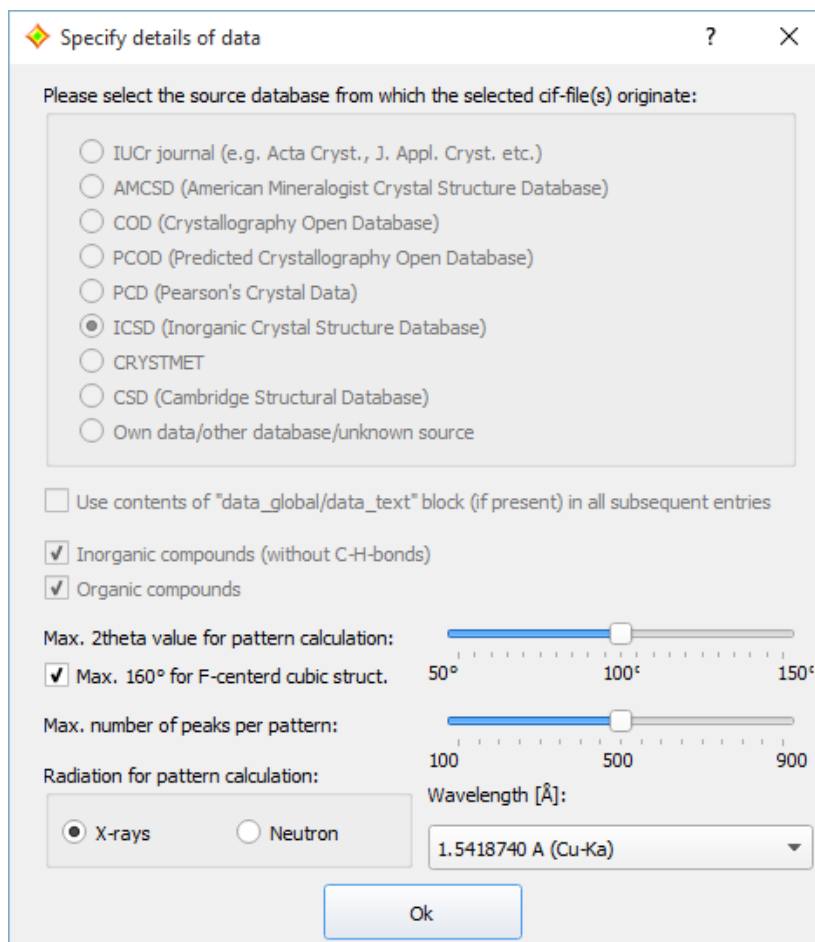 Specify details of data
?
Please select the source database from which the selected cif-file(s) originate:
IUCr journal (e.g. Acta Cryst., J. Appl. Cryst. etc.)
AMCSD (American Mineralogist Crystal Structure Database)
COD (Crystallography Open Database)
PCOD (Predicted Crystallography Open Database)
PCD (Pearson's Crystal Data)
ICSD (Inorganic Crystal Structure Database)
CRYSTMET
CSD (Cambridge Structural Database)
Own data/other database/unknown source
Use contents of "data_global/data_text" block (if present) in all subsequent entries
Inorganic compounds (without C-H-bonds)
Organic compounds
Max. 2theta value for pattern calculation:
Max. 160° for F-centerd cubic struct.
50° 100° 150°
Max. number of peaks per pattern:
100 500 900
Radiation for pattern calculation:
X-rays Neutron
Wavelength [Å]:
1.5418740 A (Cu-Ka)
Ok